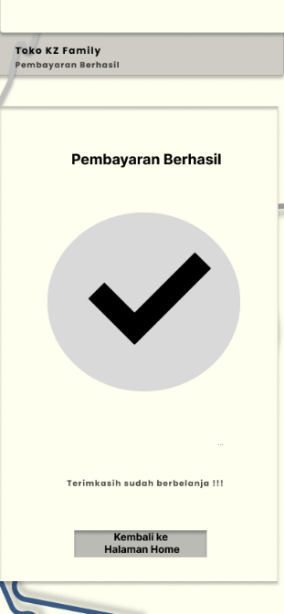 Toko KZ Family
Pembayaran Berhasil
Pembayaran Berhasil
...
Terimkasih sudah berbelanja !!!
Kembali ke
Halaman Home